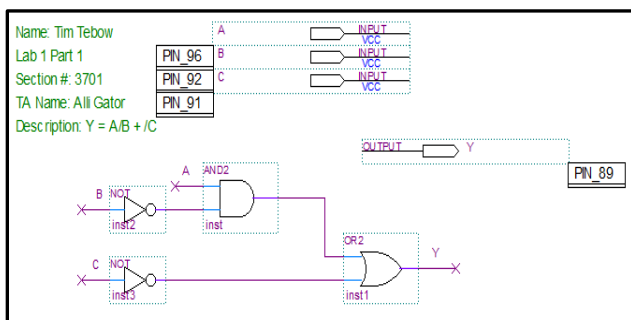 Name: Tim Tebow
Lab 1 Part 1
Section #: 3701
TA Name: Alli Gator
Description: Y = A/B + /C
PIN_96
PIN_92
PIN_91
A INPUT
VCC
B INPUT
VCC
C INPUT
VCC
OUTPUT Y
PIN_89
A AND2
B NOT
inst2 inst
OR2
Y
C NOT
inst3 inst1